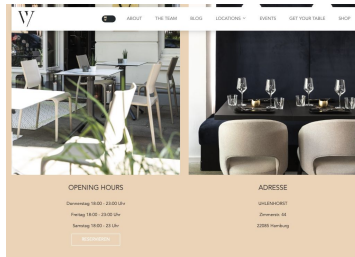 ABOUT
THE TEAM
BLOG
LOCATIONS
EVENTS
GET YOUR TABLE
SHOP
OPENING HOURS
Donnerstag 18:00 - 23:00 Uhr
Freitag 18:00 - 23:00 Uhr
Samstag 18:00 - 23 Uhr
RESERVIEREN
ADRESSE
UHLENHORST
22085 Hamburg